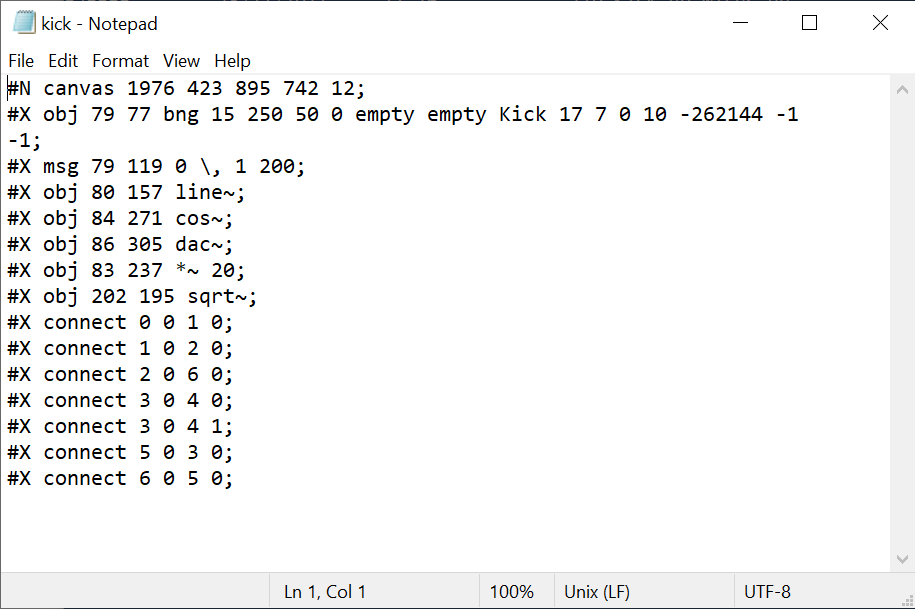 kick - Notepad
File Edit Format View Help
#N canvas 1976 423 895 742 12;
#X obj 79 77 bng 15 250 50 0 empty empty Kick 17 7 0 10 -262144 -1
-1;
#X msg 79 119 0 \, 1 200;
#X obj 80 157 line~;
#X obj 84 271 cos~;
#X obj 86 305 dac~;
#X obj 83 237 *~ 20;
#X obj 202 195 sqrt~;
#X connect 0 0 1 0;
#X connect 1 0 2 0;
#X connect 2 0 6 0;
#X connect 3 0 4 0;
#X connect 3 0 4 1;
#X connect 5 0 3 0;
#X connect 6 0 5 0;
Ln 1, Col 1 100% Unix (LF) UTF-8